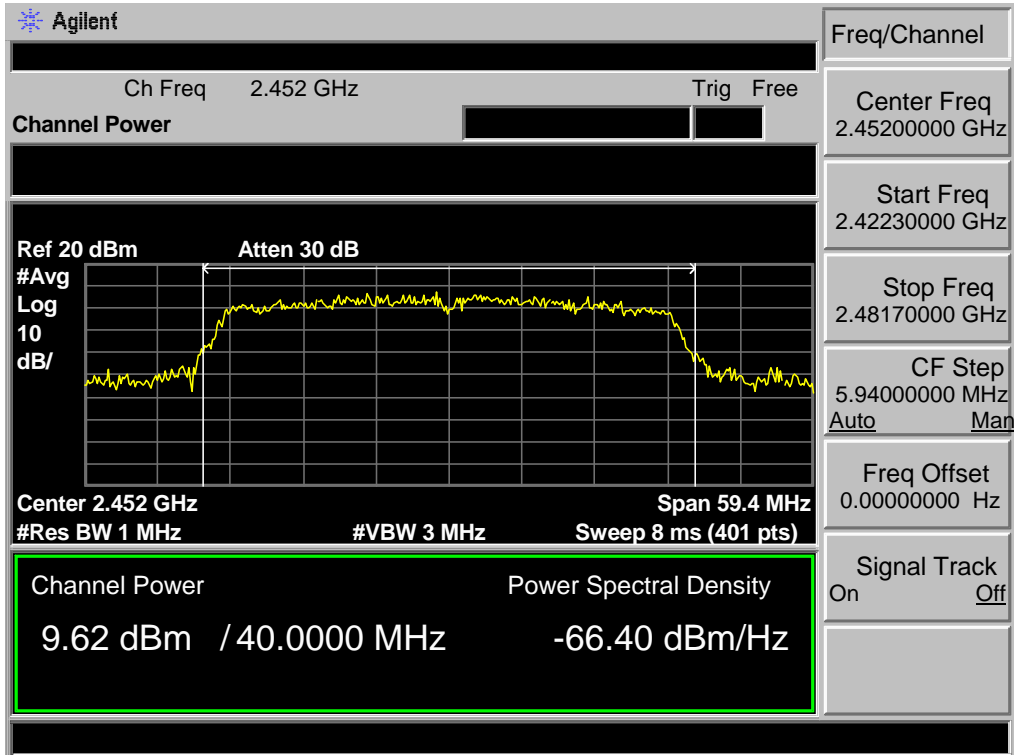 Agilent
Freq/Channel
Ch Freq 2.452 GHz Trig Free
Channel Power
Center Freq
2.45200000 GHz
Start Freq
2.42230000 GHz
Ref 20 dBm Atten 30 dB
#Avg
Log
10
dB/
Stop Freq
2.48170000 GHz
CF Step
5.94000000 MHz
Auto Man
Center 2.452 GHz Span 59.4 MHz
#Res BW 1 MHz #VBW 3 MHz Sweep 8 ms (401 pts)
Freq Offset
0.00000000 Hz
Channel Power Power Spectral Density
9.62 dBm / 40.0000 MHz -66.40 dBm/Hz
Signal Track
On Off